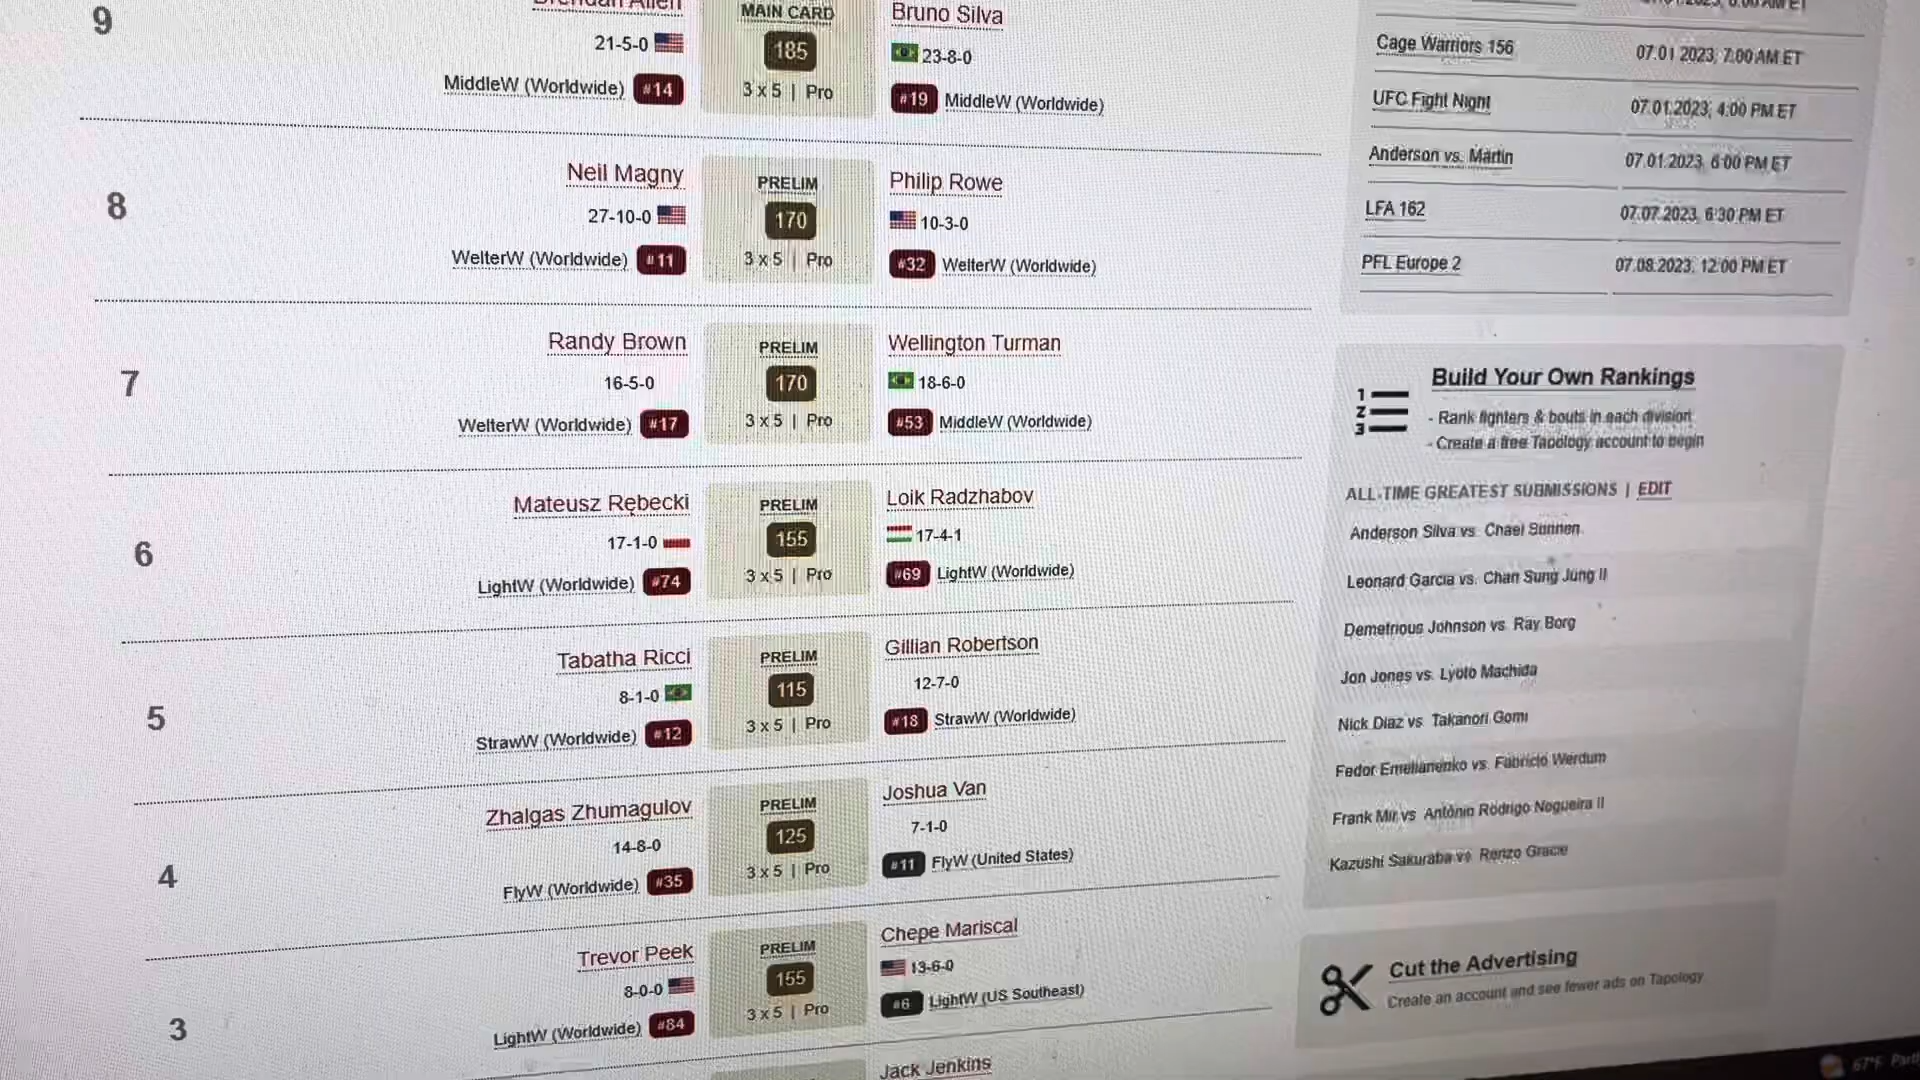 9
Brendan Allen
21-5-0
MiddleW (Worldwide) #14
MAIN CARD
185
3 x 5 | Pro
Bruno Silva
23-8-0
#19 MiddleW (Worldwide)
8
Neil Magny
27-10-0
WelterW (Worldwide) #11
PRELIM
170
3 x 5 | Pro
Philip Rowe
10-3-0
#32 WelterW (Worldwide)
7
Randy Brown
16-5-0
WelterW (Worldwide) #17
PRELIM
170
3 x 5 | Pro
Wellington Turman
18-6-0
#53 MiddleW (Worldwide)
6
Mateusz Rębecki
17-1-0
LightW (Worldwide) #74
PRELIM
155
3 x 5 | Pro
Loik Radzhabov
17-4-1
#69 LightW (Worldwide)
5
Tabatha Ricci
8-1-0
StrawW (Worldwide) #12
PRELIM
115
3 x 5 | Pro
Gillian Robertson
12-7-0
#18 StrawW (Worldwide)
4
Zhalgas Zhumagulov
14-8-0
FlyW (Worldwide) #35
PRELIM
125
3 x 5 | Pro
Joshua Van
7-1-0
#11 FlyW (United States)
3
Trevor Peek
8-0-0
LightW (Worldwide) #84
PRELIM
155
3 x 5 | Pro
Chepe Mariscal
13-6-0
#6 LightW (US Southeast)
Jack Jenkins
Cage Warriors 156 07.01.2023, 7:00 AM ET
UFC Fight Night 07.01.2023, 4:00 PM ET
Anderson vs. Martin 07.01.2023, 6:00 PM ET
LFA 162 07.07.2023, 6:30 PM ET
PFL Europe 2 07.08.2023, 12:00 PM ET
1
2
3
Build Your Own Rankings
- Rank fighters & bouts in each division
- Create a free Tapology account to begin
ALL-TIME GREATEST SUBMISSIONS | EDIT
Anderson Silva vs. Chael Sonnen
Leonard Garcia vs. Chan Sung Jung II
Demetrious Johnson vs. Ray Borg
Jon Jones vs. Lyoto Machida
Nick Diaz vs. Takanori Gomi
Fedor Emelianenko vs. Fabricio Werdum
Frank Mir vs. Antônio Rodrigo Nogueira II
Kazushi Sakuraba vs. Renzo Gracie
Cut the Advertising
Create an account and see fewer ads on Tapology
67°F